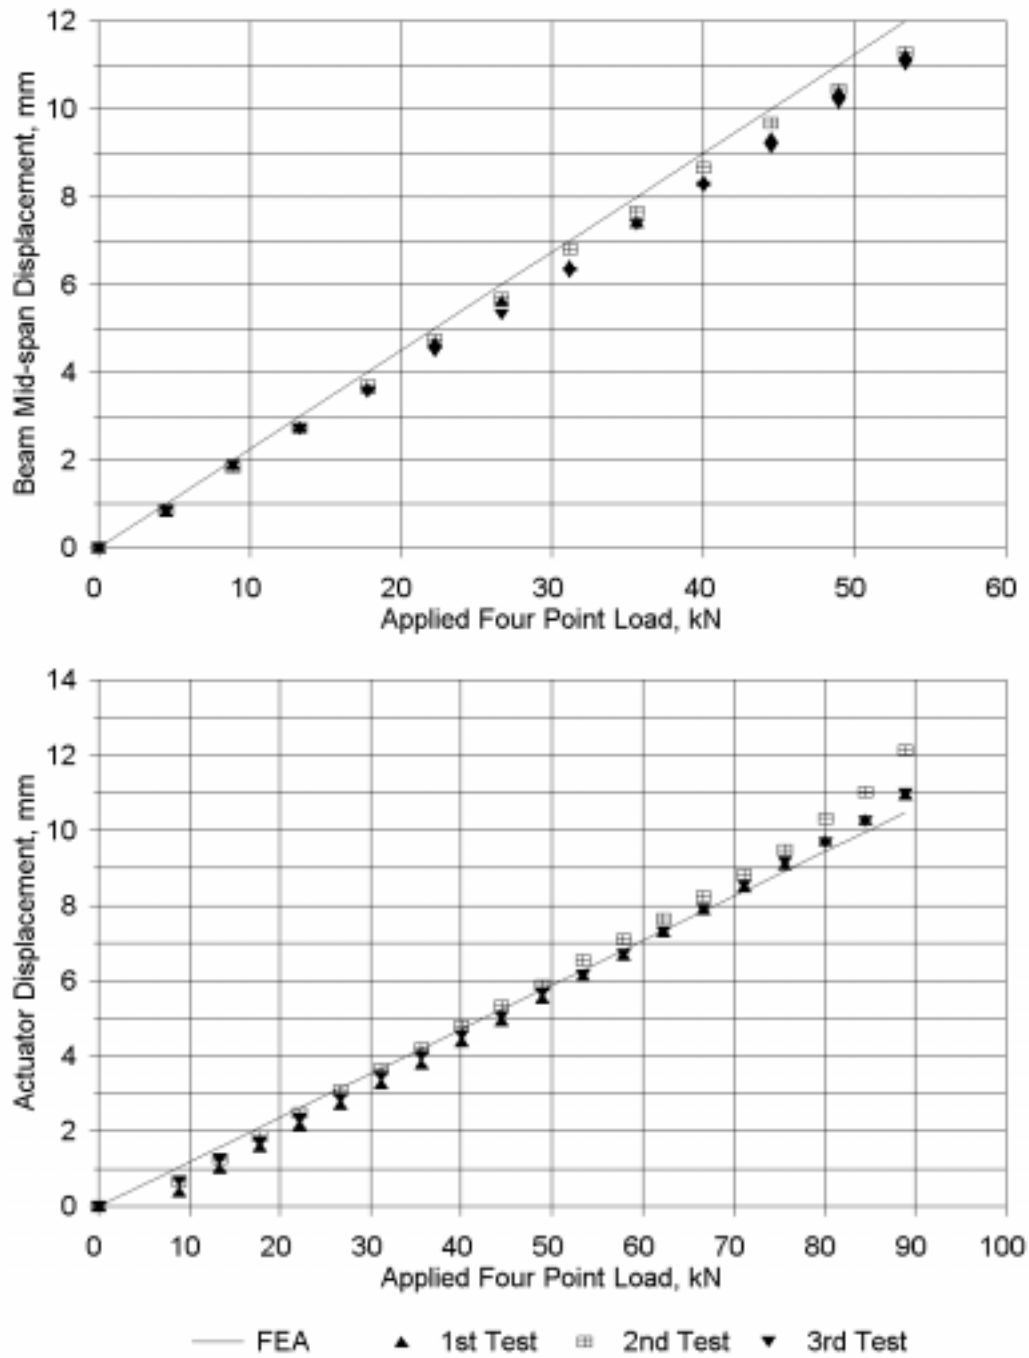 12
10
8
6
4
2
0
Beam Mid-span Displacement, mm
0 10 20 30 40 50 60
Applied Four Point Load, kN
14
12
10
8
6
4
2
0
Actuator Displacement, mm
0 10 20 30 40 50 60 70 80 90 100
Applied Four Point Load, kN
FEA 1st Test 2nd Test 3rd Test